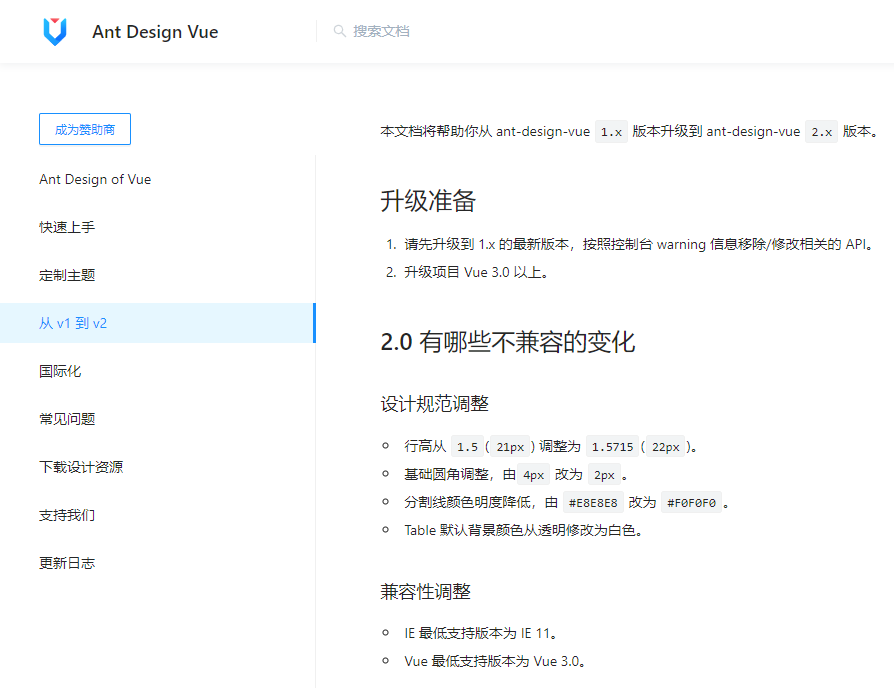 Ant Design Vue
搜索文档
成为赞助商
Ant Design of Vue
快速上手
定制主题
从 v1 到 v2
国际化
常见问题
下载设计资源
支持我们
更新日志
本文档将帮助你从 ant-design-vue 1.x 版本升级到 ant-design-vue 2.x 版本。
升级准备
1. 请先升级到 1.x 的最新版本，按照控制台 warning 信息移除/修改相关的 API。
2. 升级项目 Vue 3.0 以上。
2.0 有哪些不兼容的变化
设计规范调整
行高从 1.5 ( 21px ) 调整为 1.5715 ( 22px )。
基础圆角调整，由 4px 改为 2px 。
分割线颜色明度降低，由 #E8E8E8 改为 #F0F0F0 。
Table 默认背景颜色从透明修改为白色。
兼容性调整
IE 最低支持版本为 IE 11。
Vue 最低支持版本为 Vue 3.0。